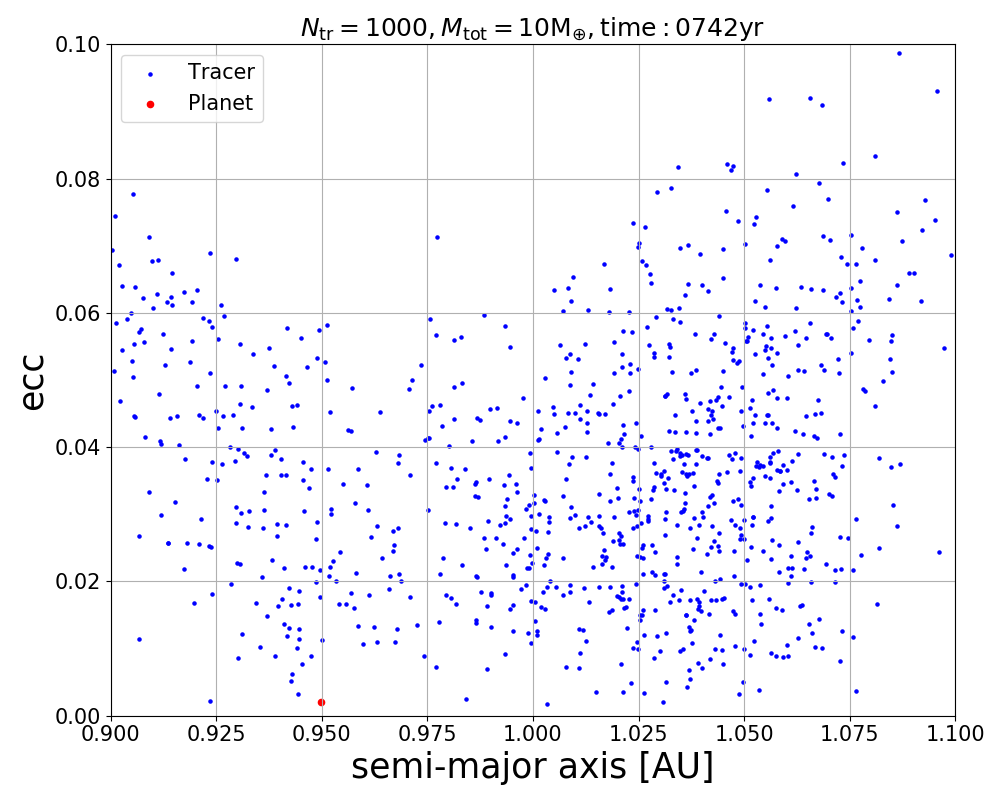 N_tr = 1000, M_tot = 10M_⊕, time : 0742yr
Tracer
Planet
0.10
0.08
0.06
0.04
0.02
0.00
ecc
0.900 0.925 0.950 0.975 1.000 1.025 1.050 1.075 1.100
semi-major axis [AU]